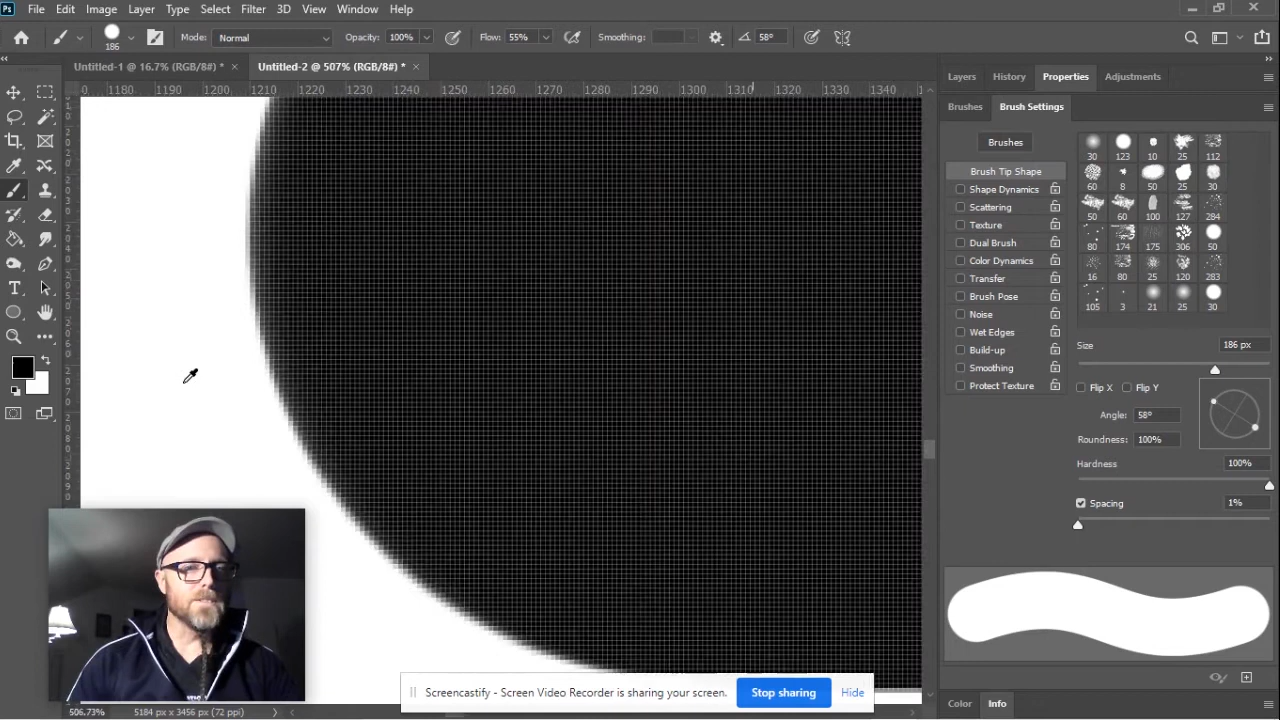 Ps File Edit Image Layer Type Select Filter 3D View Window Help
186 Mode: Normal Opacity: 100% Flow: 55% Smoothing: 58°
Untitled-1 @ 16.7% (RGB/8#) * × Untitled-2 @ 507% (RGB/8#) * ×
Layers History Properties Adjustments
1180 1190 1200 1210 1220 1230 1240 1250 1260 1270 1280 1290 1300 1310 1320 1330 1340
Brushes Brush Settings
Brushes
30 123 10 25 112
Brush Tip Shape
60 8 50 25 30
Shape Dynamics
Scattering
50 60 100 127 284
Texture
Dual Brush
80 174 175 306 50
Color Dynamics
16 80 25 120 283
Transfer
Brush Pose
105 3 21 25 30
Noise
Wet Edges
Size 186 px
Build-up
Smoothing
Protect Texture
Flip X Flip Y
Angle: 58°
Roundness: 100%
Hardness 100%
Spacing 1%
Screencastify - Screen Video Recorder is sharing your screen. Stop sharing Hide
Color Info
506.73% 5184 px x 3456 px (72 ppi)